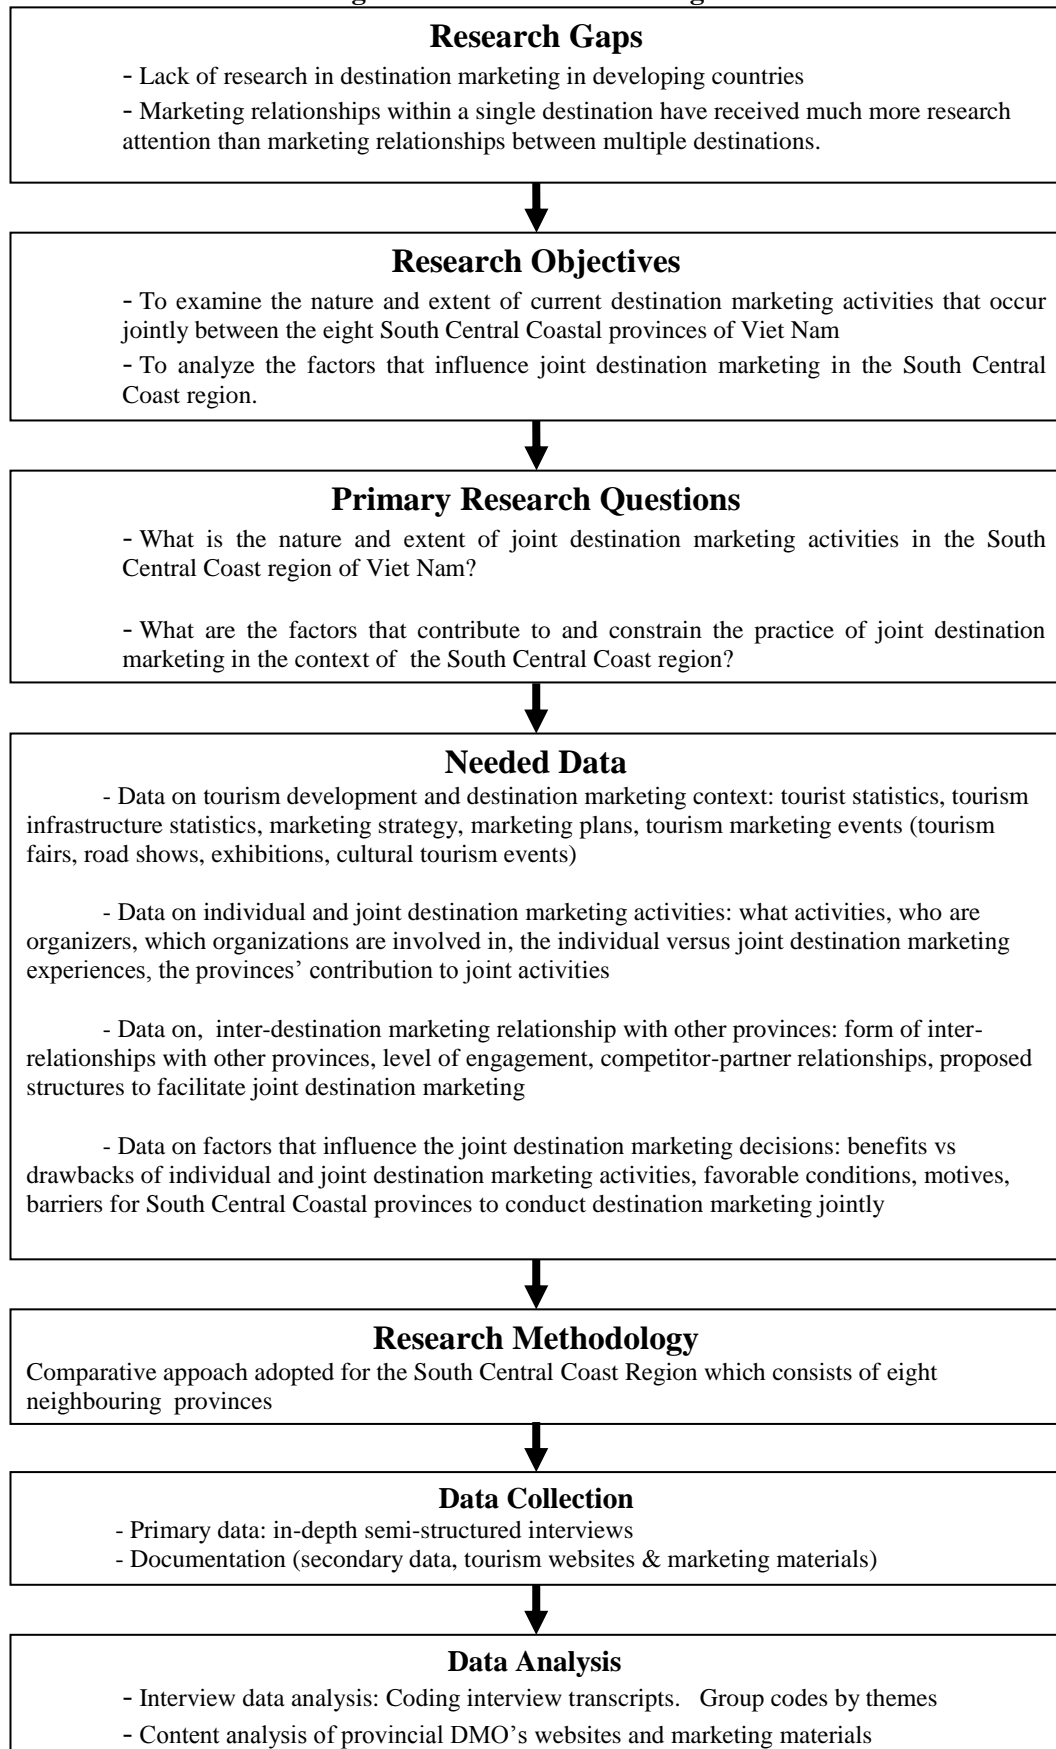 Research Gaps
- Lack of research in destination marketing in developing countries
- Marketing relationships within a single destination have received much more research
attention than marketing relationships between multiple destinations.
Research Objectives
- To examine the nature and extent of current destination marketing activities that occur
jointly between the eight South Central Coastal provinces of Viet Nam
- To analyze the factors that influence joint destination marketing in the South Central
Coast region.
Primary Research Questions
- What is the nature and extent of joint destination marketing activities in the South
Central Coast region of Viet Nam?
- What are the factors that contribute to and constrain the practice of joint destination
marketing in the context of the South Central Coast region?
Needed Data
- Data on tourism development and destination marketing context: tourist statistics, tourism
infrastructure statistics, marketing strategy, marketing plans, tourism marketing events (tourism
fairs, road shows, exhibitions, cultural tourism events)
- Data on individual and joint destination marketing activities: what activities, who are
organizers, which organizations are involved in, the individual versus joint destination marketing
experiences, the provinces' contribution to joint activities
- Data on, inter-destination marketing relationship with other provinces: form of inter-
relationships with other provinces, level of engagement, competitor-partner relationships, proposed
structures to facilitate joint destination marketing
- Data on factors that influence the joint destination marketing decisions: benefits vs
drawbacks of individual and joint destination marketing activities, favorable conditions, motives,
barriers for South Central Coastal provinces to conduct destination marketing jointly
Research Methodology
Comparative appoach adopted for the South Central Coast Region which consists of eight
neighbouring provinces
Data Collection
- Primary data: in-depth semi-structured interviews
- Documentation (secondary data, tourism websites & marketing materials)
Data Analysis
- Interview data analysis: Coding interview transcripts. Group codes by themes
- Content analysis of provincial DMO's websites and marketing materials